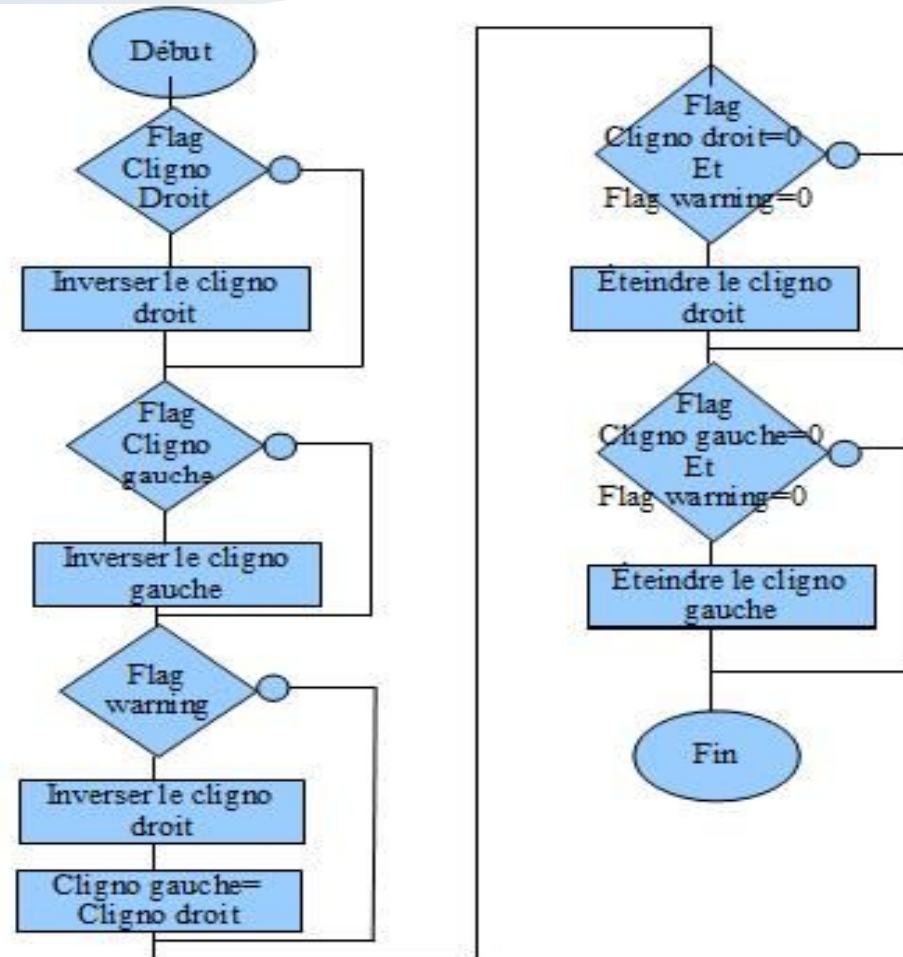 Début
Flag
Cligno
Droit
Inverser le cligno
droit
Flag
Cligno
gauche
Inverser le cligno
gauche
Flag
warning
Inverser le cligno
droit
Cligno gauche=
Cligno droit
Flag
Cligno droit=0
Et
Flag warning=0
Éteindre le cligno
droit
Flag
Cligno gauche=0
Et
Flag warning=0
Éteindre le cligno
gauche
Fin